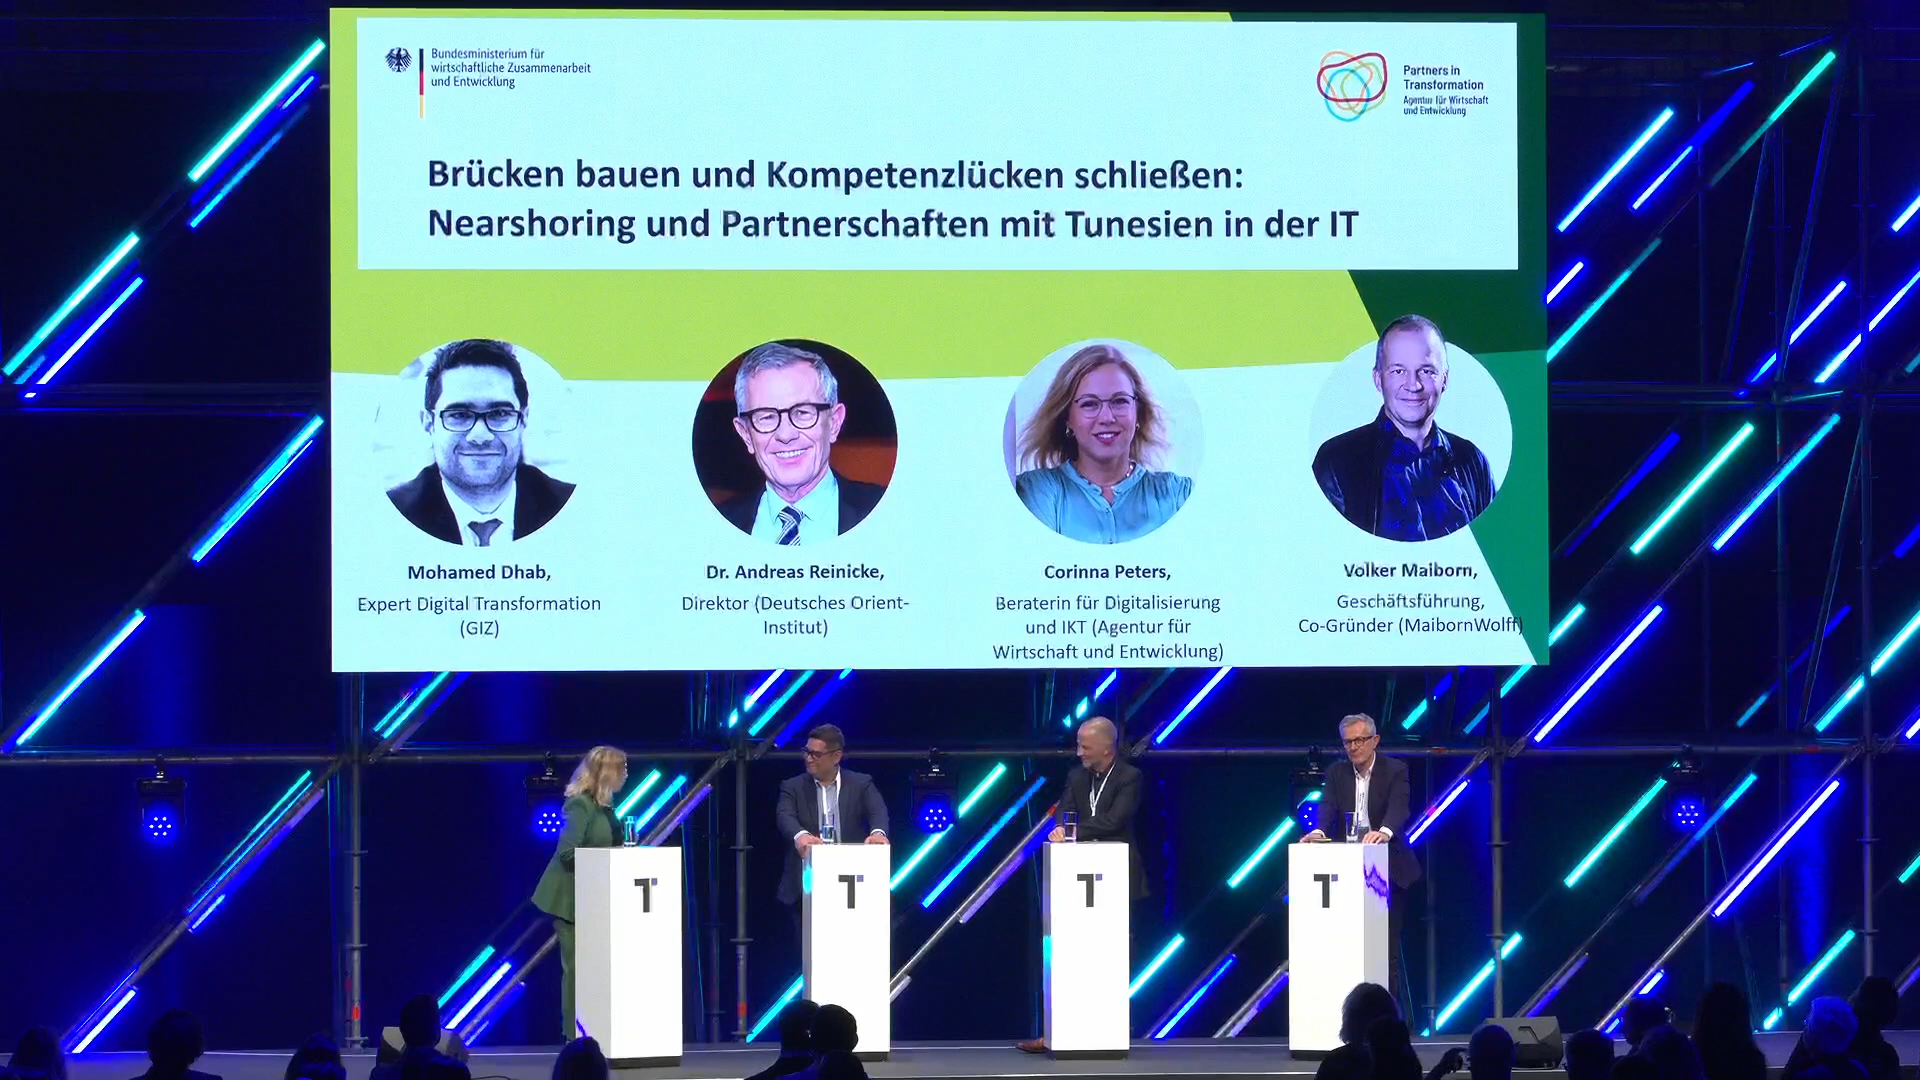 Bundesministerium für
wirtschaftliche Zusammenarbeit
und Entwicklung
Partners in
Transformation
Agentur für Wirtschaft
und Entwicklung
Brücken bauen und Kompetenzlücken schließen:
Nearshoring und Partnerschaften mit Tunesien in der IT
Mohamed Dhab,
Expert Digital Transformation
(GIZ)
Dr. Andreas Reinicke,
Direktor (Deutsches Orient-
Institut)
Corinna Peters,
Beraterin für Digitalisierung
und IKT (Agentur für
Wirtschaft und Entwicklung)
Volker Maiborn,
Geschäftsführung,
Co-Gründer (MaibornWolff)
T
T
T
T